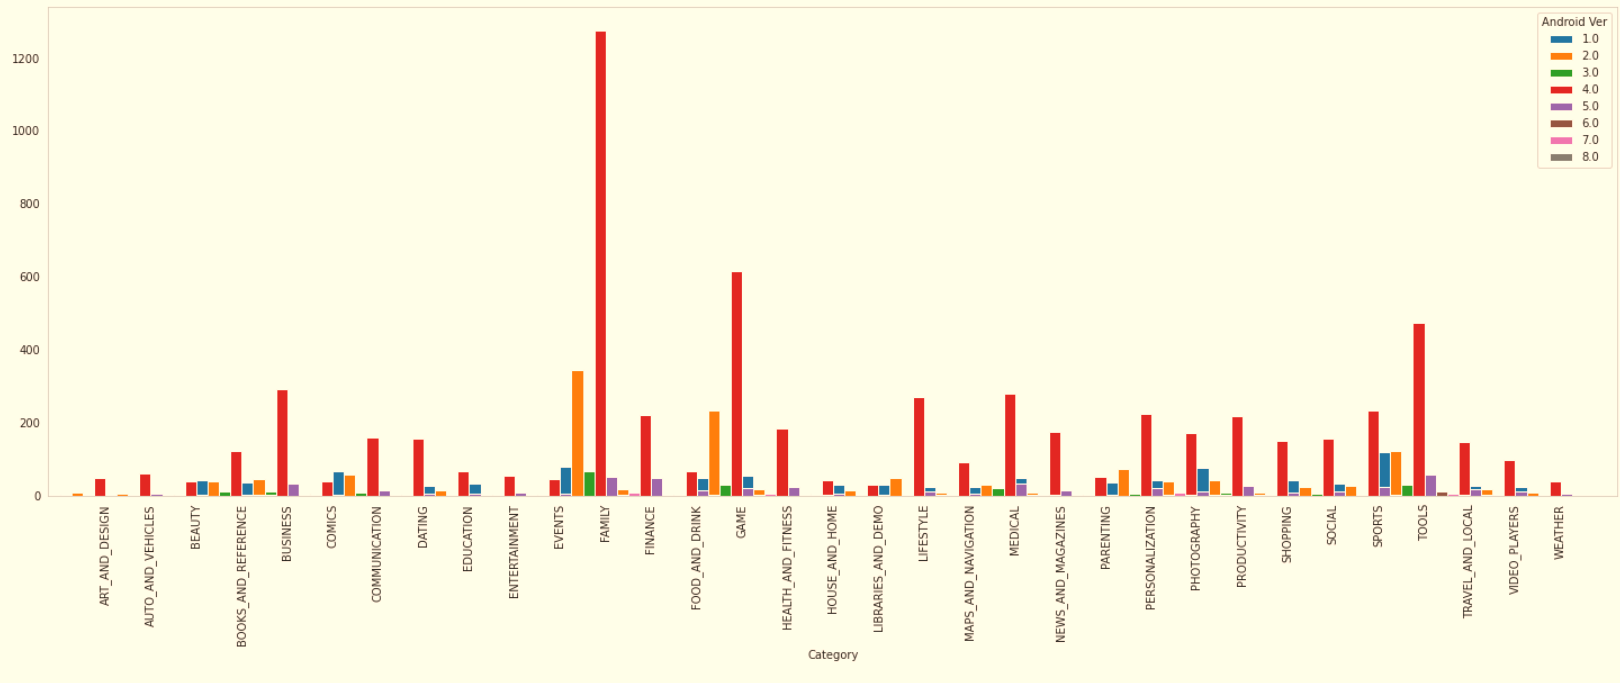 Android Ver
1.0
2.0
3.0
4.0
5.0
6.0
7.0
8.0
1200
1000
800
600
400
200
0
ART_AND_DESIGN
AUTO_AND_VEHICLES
BEAUTY
BOOKS_AND_REFERENCE
BUSINESS
COMICS
COMMUNICATION
DATING
EDUCATION
ENTERTAINMENT
EVENTS
FAMILY
FINANCE
FOOD_AND_DRINK
GAME
HEALTH_AND_FITNESS
HOUSE_AND_HOME
LIBRARIES_AND_DEMO
LIFESTYLE
MAPS_AND_NAVIGATION
MEDICAL
NEWS_AND_MAGAZINES
PARENTING
PERSONALIZATION
PHOTOGRAPHY
PRODUCTIVITY
SHOPPING
SOCIAL
SPORTS
TOOLS
TRAVEL_AND_LOCAL
VIDEO_PLAYERS
WEATHER
Category